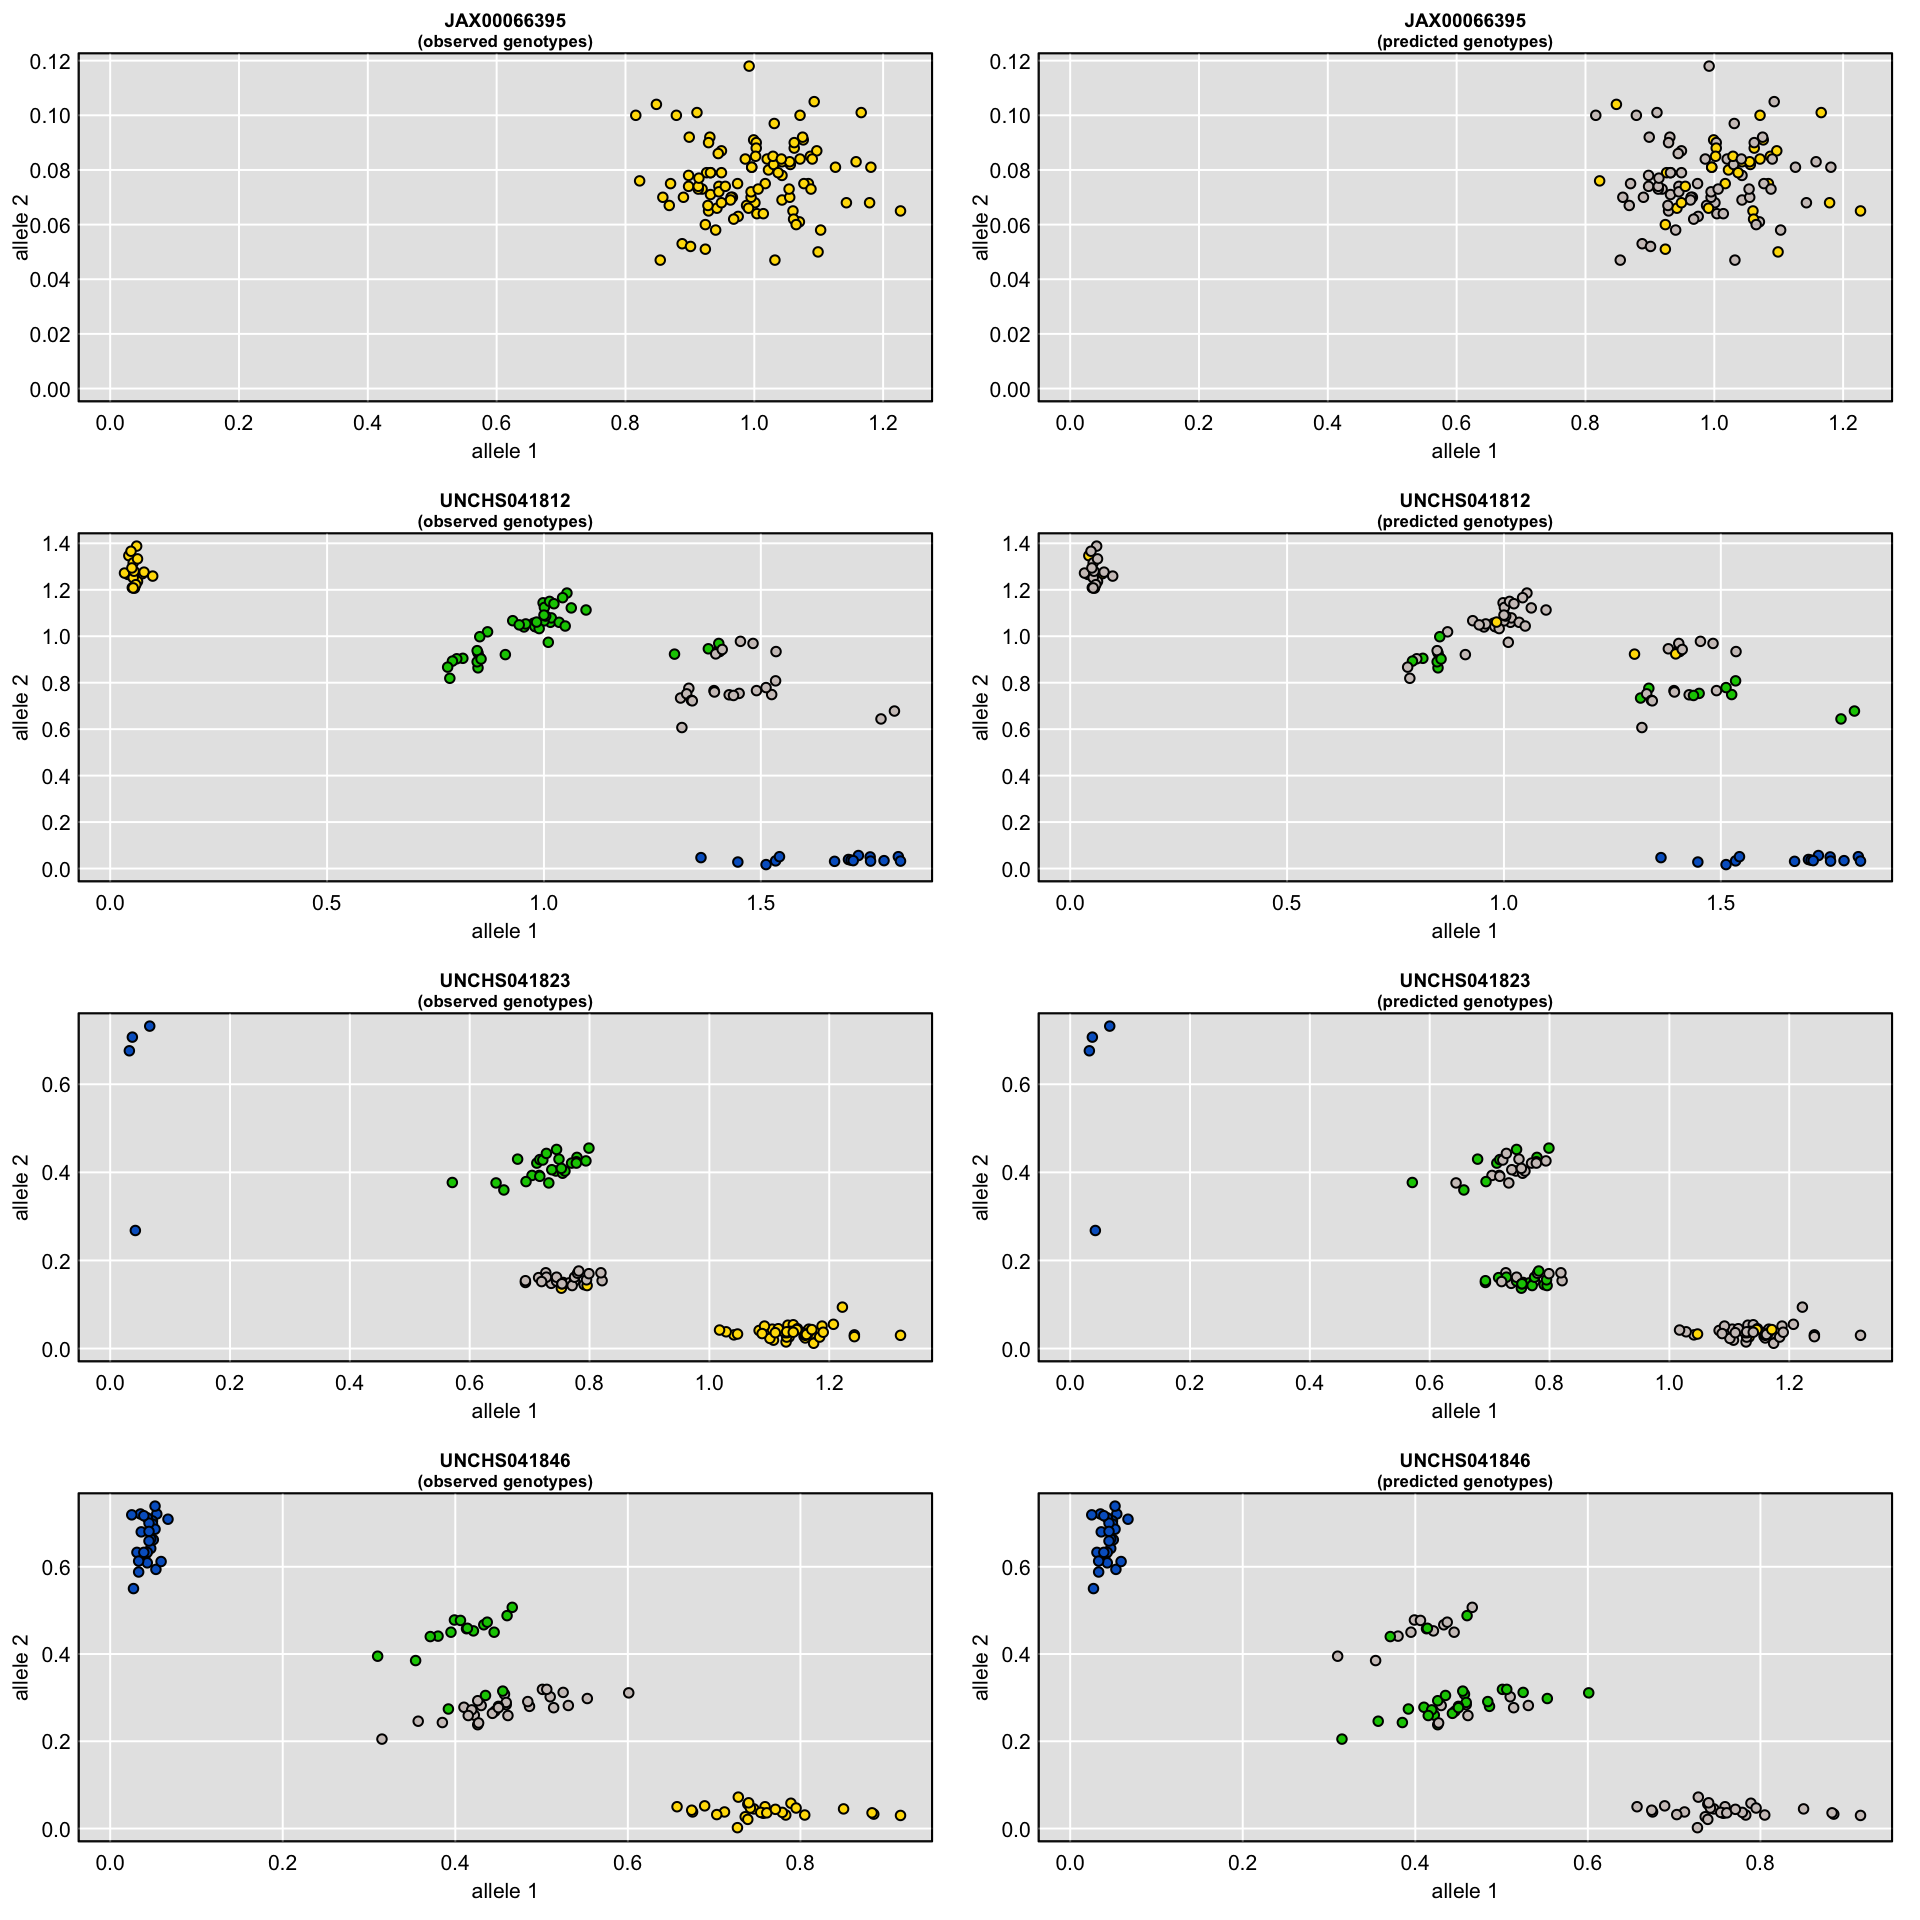 JAX00066395
(observed genotypes)
0.12
0.10
0.08
0.06
0.04
0.02
0.00
allele 2
0.0 0.2 0.4 0.6 0.8 1.0 1.2
allele 1
JAX00066395
(predicted genotypes)
0.12
0.10
0.08
0.06
0.04
0.02
0.00
allele 2
0.0 0.2 0.4 0.6 0.8 1.0 1.2
allele 1
UNCHS041812
(observed genotypes)
1.4
1.2
1.0
0.8
0.6
0.4
0.2
0.0
allele 2
0.0 0.5 1.0 1.5
allele 1
UNCHS041812
(predicted genotypes)
1.4
1.2
1.0
0.8
0.6
0.4
0.2
0.0
allele 2
0.0 0.5 1.0 1.5
allele 1
UNCHS041823
(observed genotypes)
0.6
0.4
0.2
0.0
allele 2
0.0 0.2 0.4 0.6 0.8 1.0 1.2
allele 1
UNCHS041823
(predicted genotypes)
0.6
0.4
0.2
0.0
allele 2
0.0 0.2 0.4 0.6 0.8 1.0 1.2
allele 1
UNCHS041846
(observed genotypes)
0.6
0.4
0.2
0.0
allele 2
0.0 0.2 0.4 0.6 0.8
allele 1
UNCHS041846
(predicted genotypes)
0.6
0.4
0.2
0.0
allele 2
0.0 0.2 0.4 0.6 0.8
allele 1